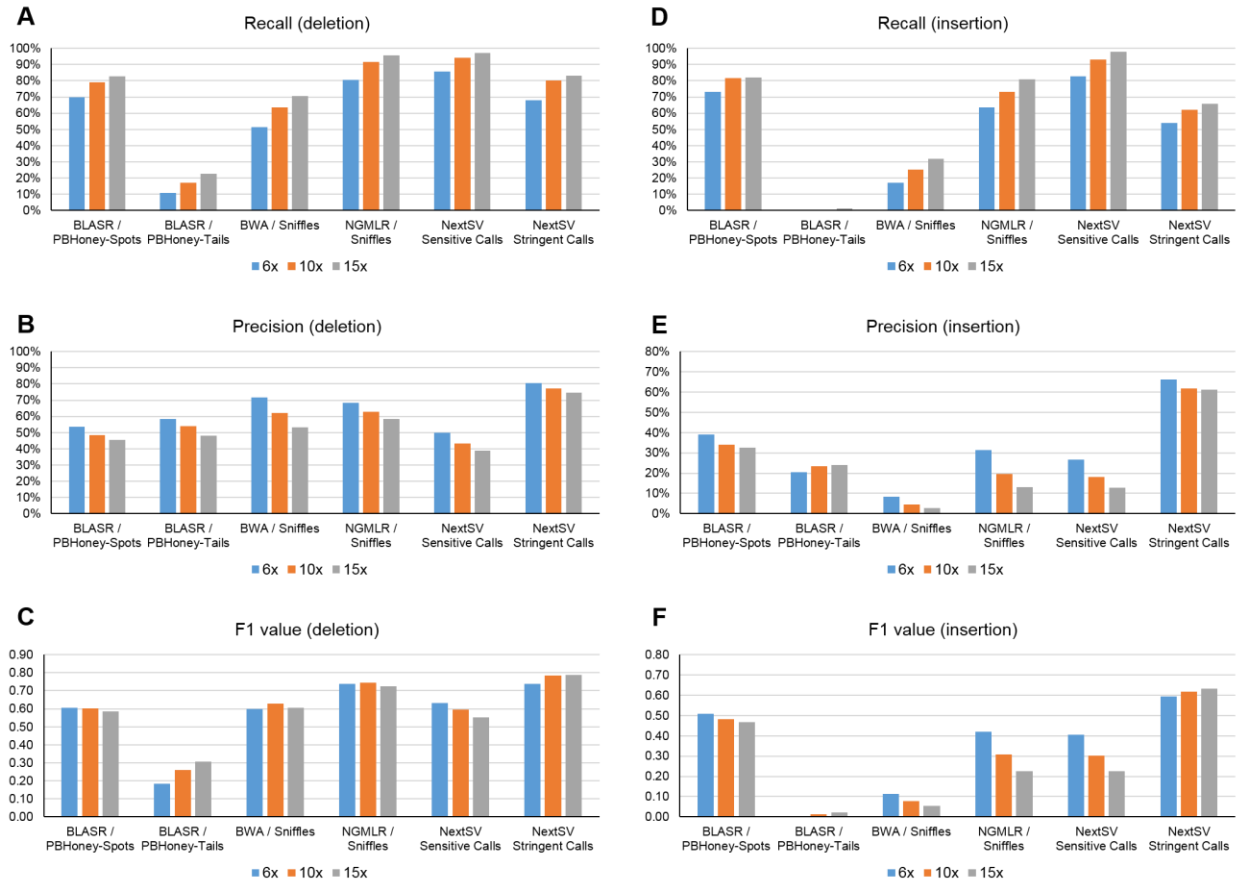 A
Recall (deletion)
100%
90%
80%
70%
60%
50%
40%
30%
20%
10%
0%
BLASR / BLASR / BWA / Sniffles NGMLR / NextSV NextSV
PBHoney-Spots PBHoney-Tails Sniffles Sensitive Calls Stringent Calls
6x 10x 15x
B
Precision (deletion)
100%
90%
80%
70%
60%
50%
40%
30%
20%
10%
0%
BLASR / BLASR / BWA / Sniffles NGMLR / NextSV NextSV
PBHoney-Spots PBHoney-Tails Sniffles Sensitive Calls Stringent Calls
6x 10x 15x
C
F1 value (deletion)
0.90
0.80
0.70
0.60
0.50
0.40
0.30
0.20
0.10
0.00
BLASR / BLASR / BWA / Sniffles NGMLR / NextSV NextSV
PBHoney-Spots PBHoney-Tails Sniffles Sensitive Calls Stringent Calls
6x 10x 15x
D
Recall (insertion)
100%
90%
80%
70%
60%
50%
40%
30%
20%
10%
0%
BLASR / BLASR / BWA / Sniffles NGMLR / NextSV NextSV
PBHoney-Spots PBHoney-Tails Sniffles Sensitive Calls Stringent Calls
6x 10x 15x
E
Precision (insertion)
80%
70%
60%
50%
40%
30%
20%
10%
0%
BLASR / BLASR / BWA / Sniffles NGMLR / NextSV NextSV
PBHoney-Spots PBHoney-Tails Sniffles Sensitive Calls Stringent Calls
6x 10x 15x
F
F1 value (insertion)
0.80
0.70
0.60
0.50
0.40
0.30
0.20
0.10
0.00
BLASR / BLASR / BWA / Sniffles NGMLR / NextSV NextSV
PBHoney-Spots PBHoney-Tails Sniffles Sensitive Calls Stringent Calls
6x 10x 15x